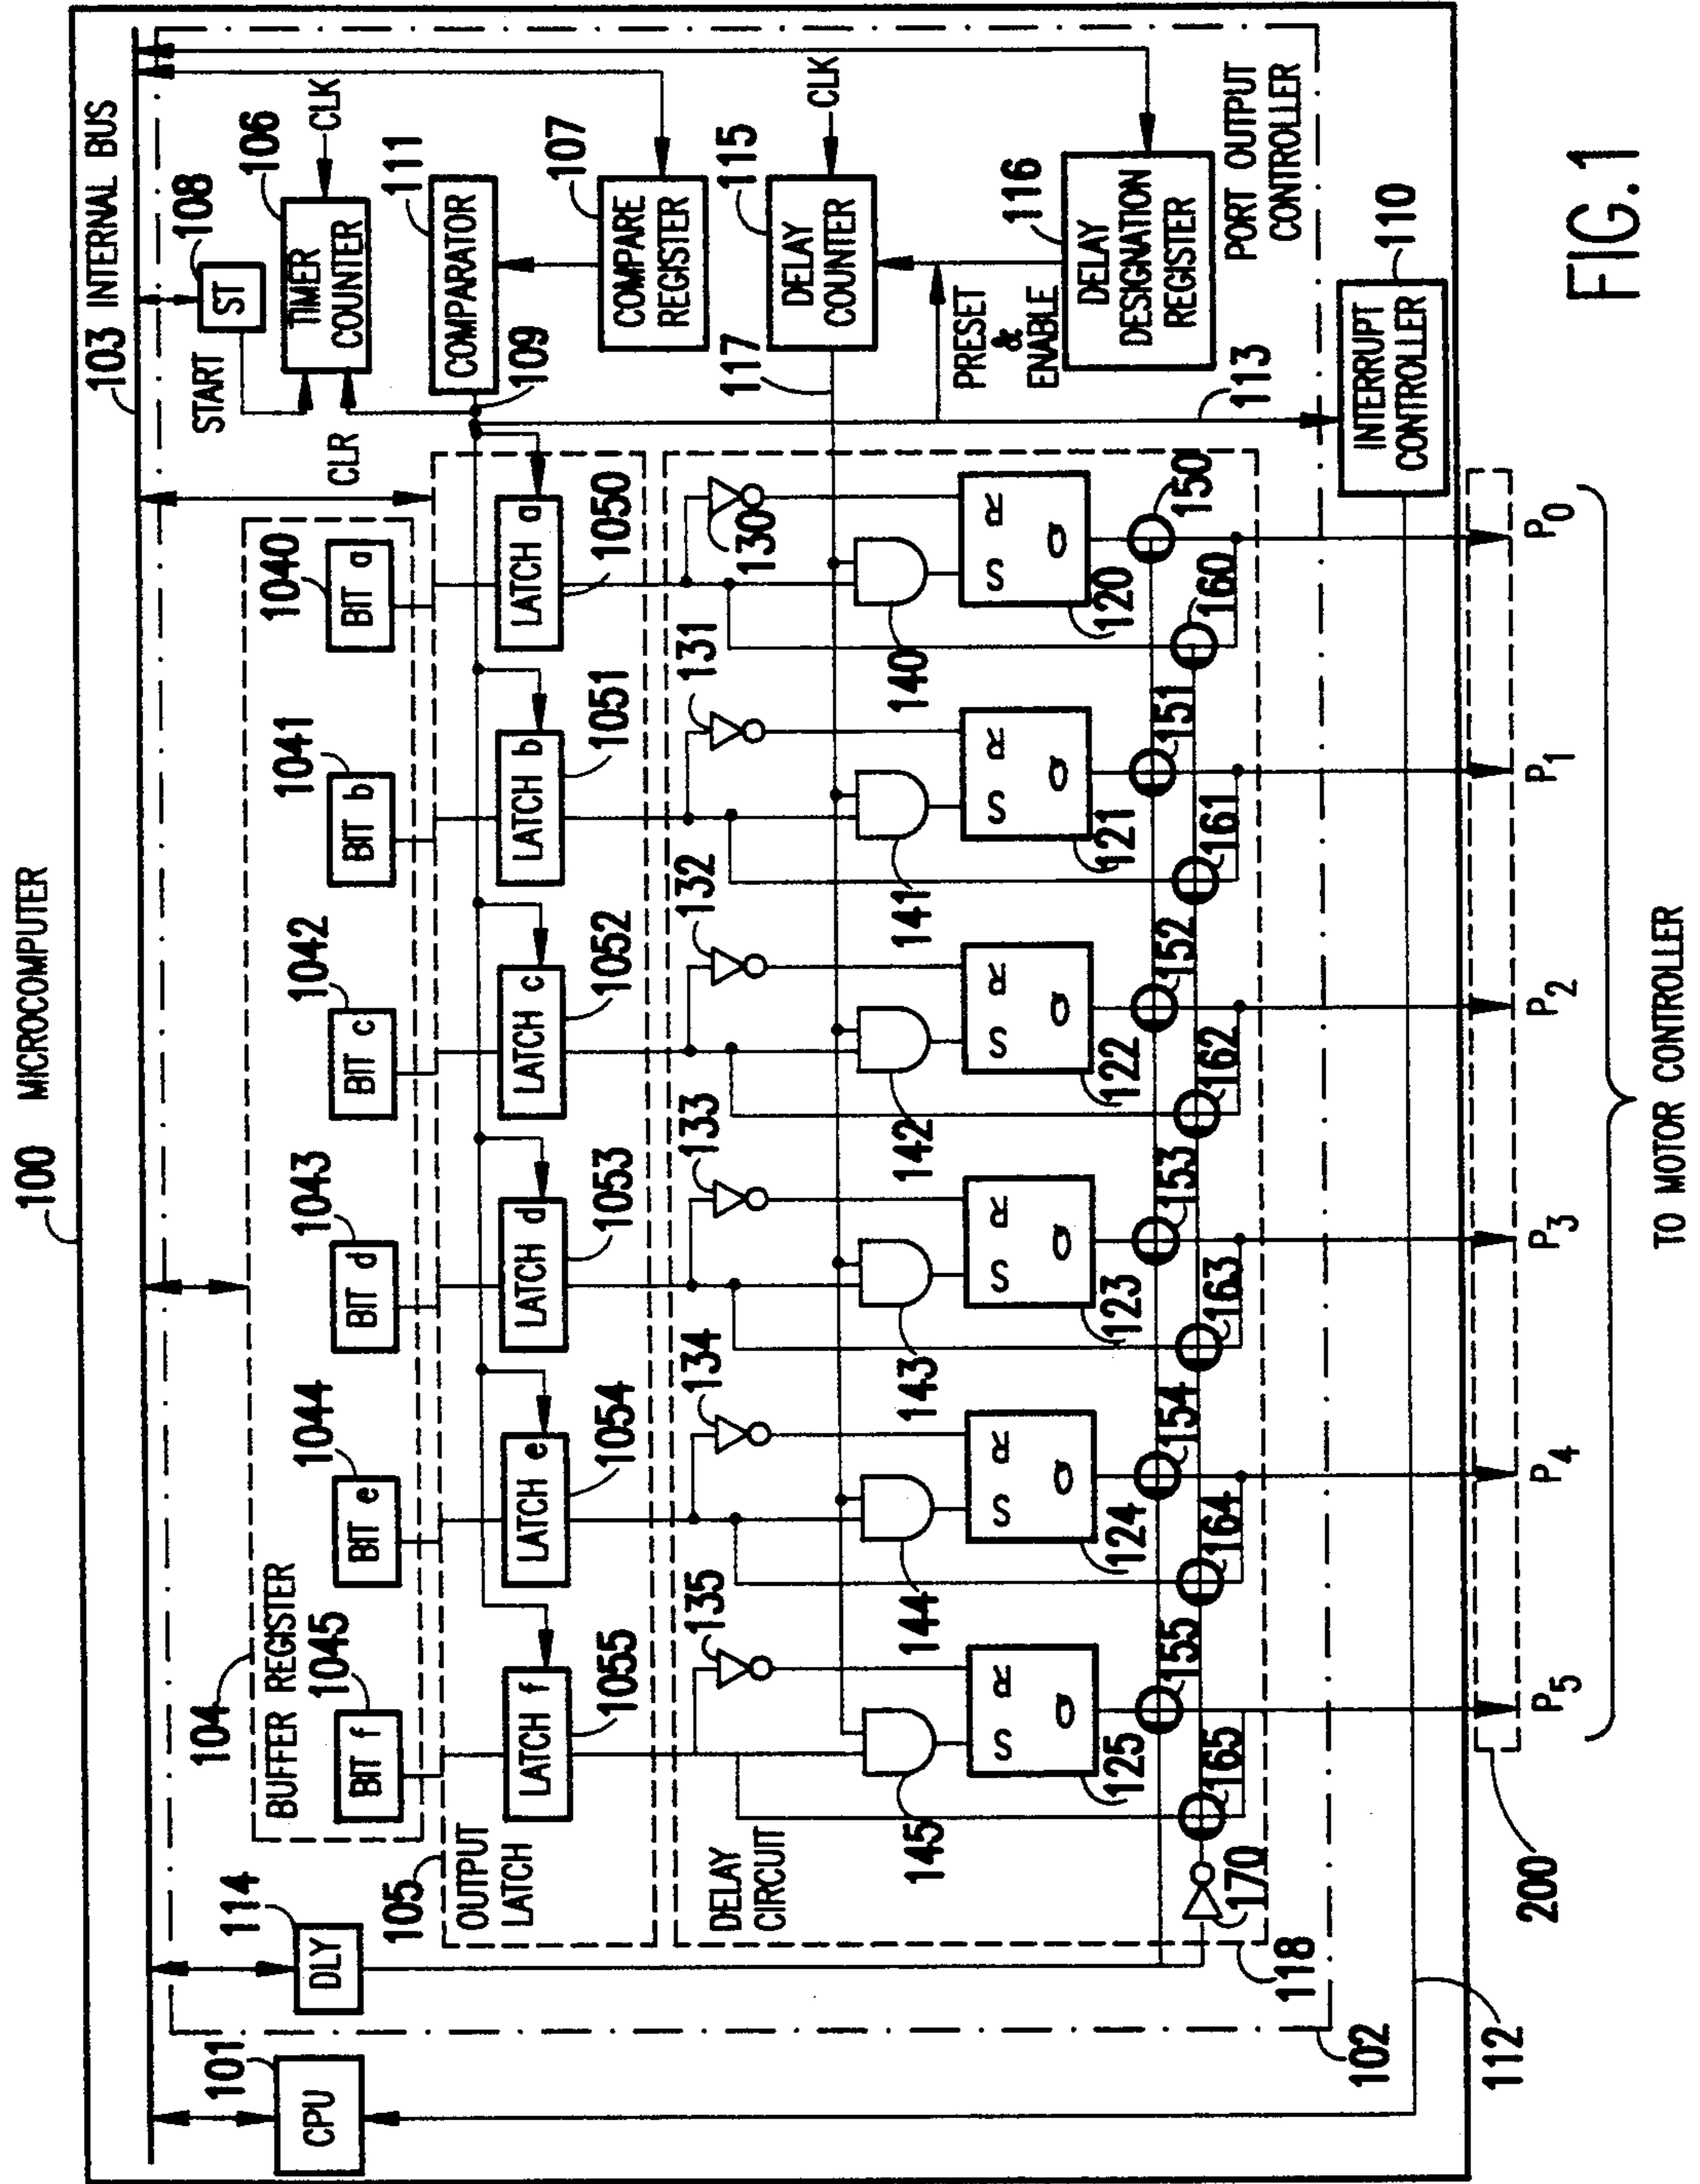 100 MICROCOMPUTER
103 INTERNAL BUS
101
CPU
114
DLY
104
BUFFER REGISTER
1045
BIT f
1044
BIT e
1043
BIT d
1042
BIT c
1041
BIT b
1040
BIT a
START
108
ST
106
TIMER
COUNTER
CLK
CLR
105
OUTPUT
LATCH
LATCH f
1055
LATCH e
1054
LATCH d
1053
LATCH c
1052
LATCH b
1051
LATCH a
1050
109
COMPARATOR
111
COMPARE
REGISTER
107
DELAY
CIRCUIT
135
134
133
132
131
130
117
DELAY
COUNTER
115
CLK
145
144
143
142
141
140
S
R
Q
125
S
R
Q
124
S
R
Q
123
S
R
Q
122
S
R
Q
121
S
R
Q
120
PRESET
&
ENABLE
DELAY
DESIGNATION
REGISTER
116
155
154
153
152
151
150
165
164
163
162
161
160
170
118
102
113
PORT OUTPUT
CONTROLLER
INTERRUPT
CONTROLLER
110
112
200
P5
P4
P3
P2
P1
P0
TO MOTOR CONTROLLER
FIG.1